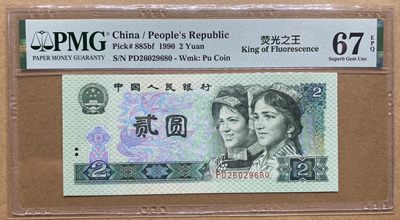 PMG
PAPER MONEY GUARANTY
China / People's Republic
Pick# 885bf 1990 2 Yuan
S/N PD26029680 - Wmk: Pu Coin
荧光之王
King of Fluorescence
67 EPQ
Superb Gem Unc
中国人民银行
2
贰圆
2
PD26029680
2